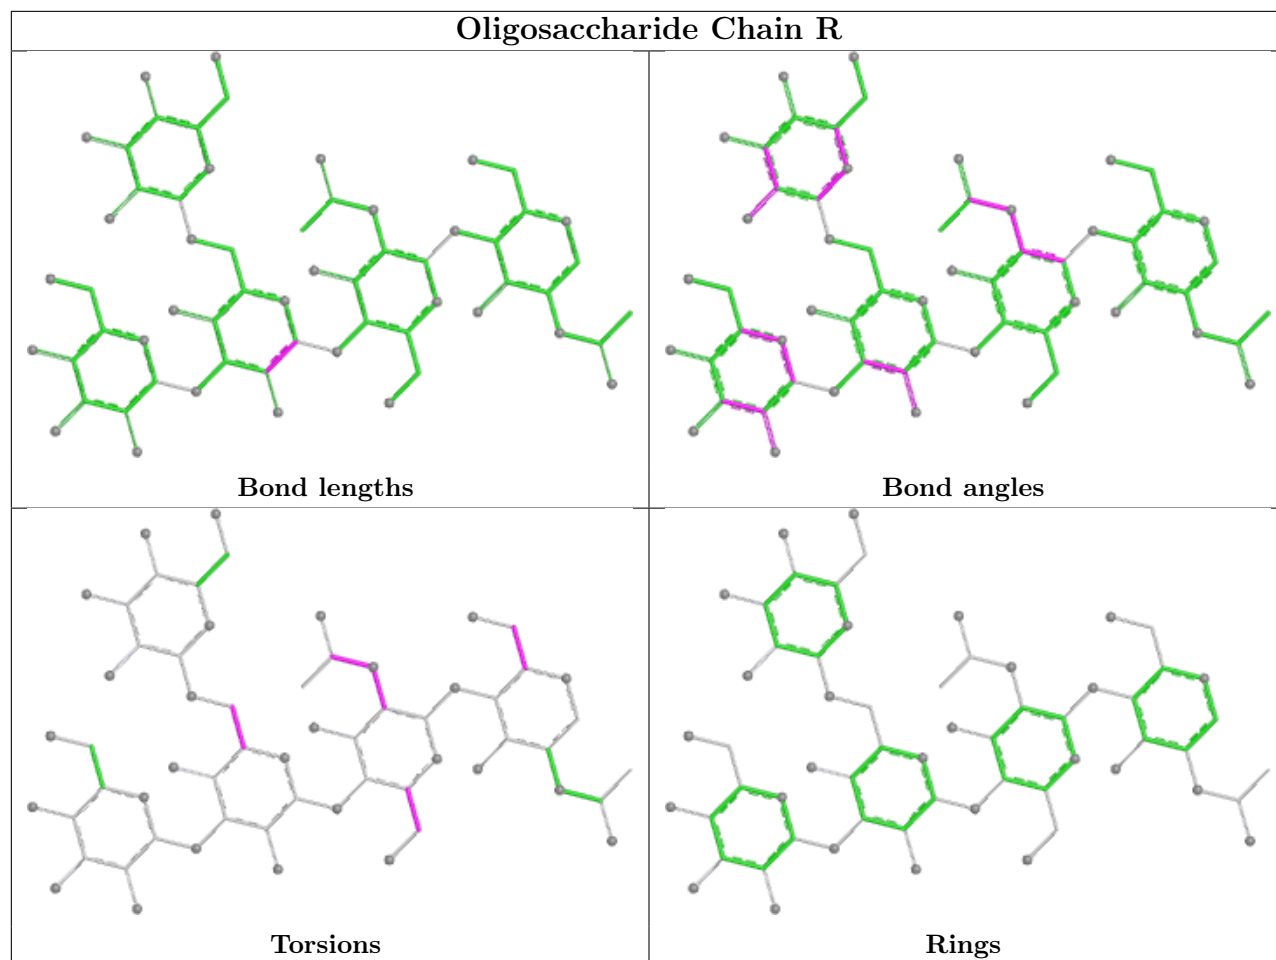 Oligosaccharide Chain R
Bond lengths
Bond angles
Torsions
Rings